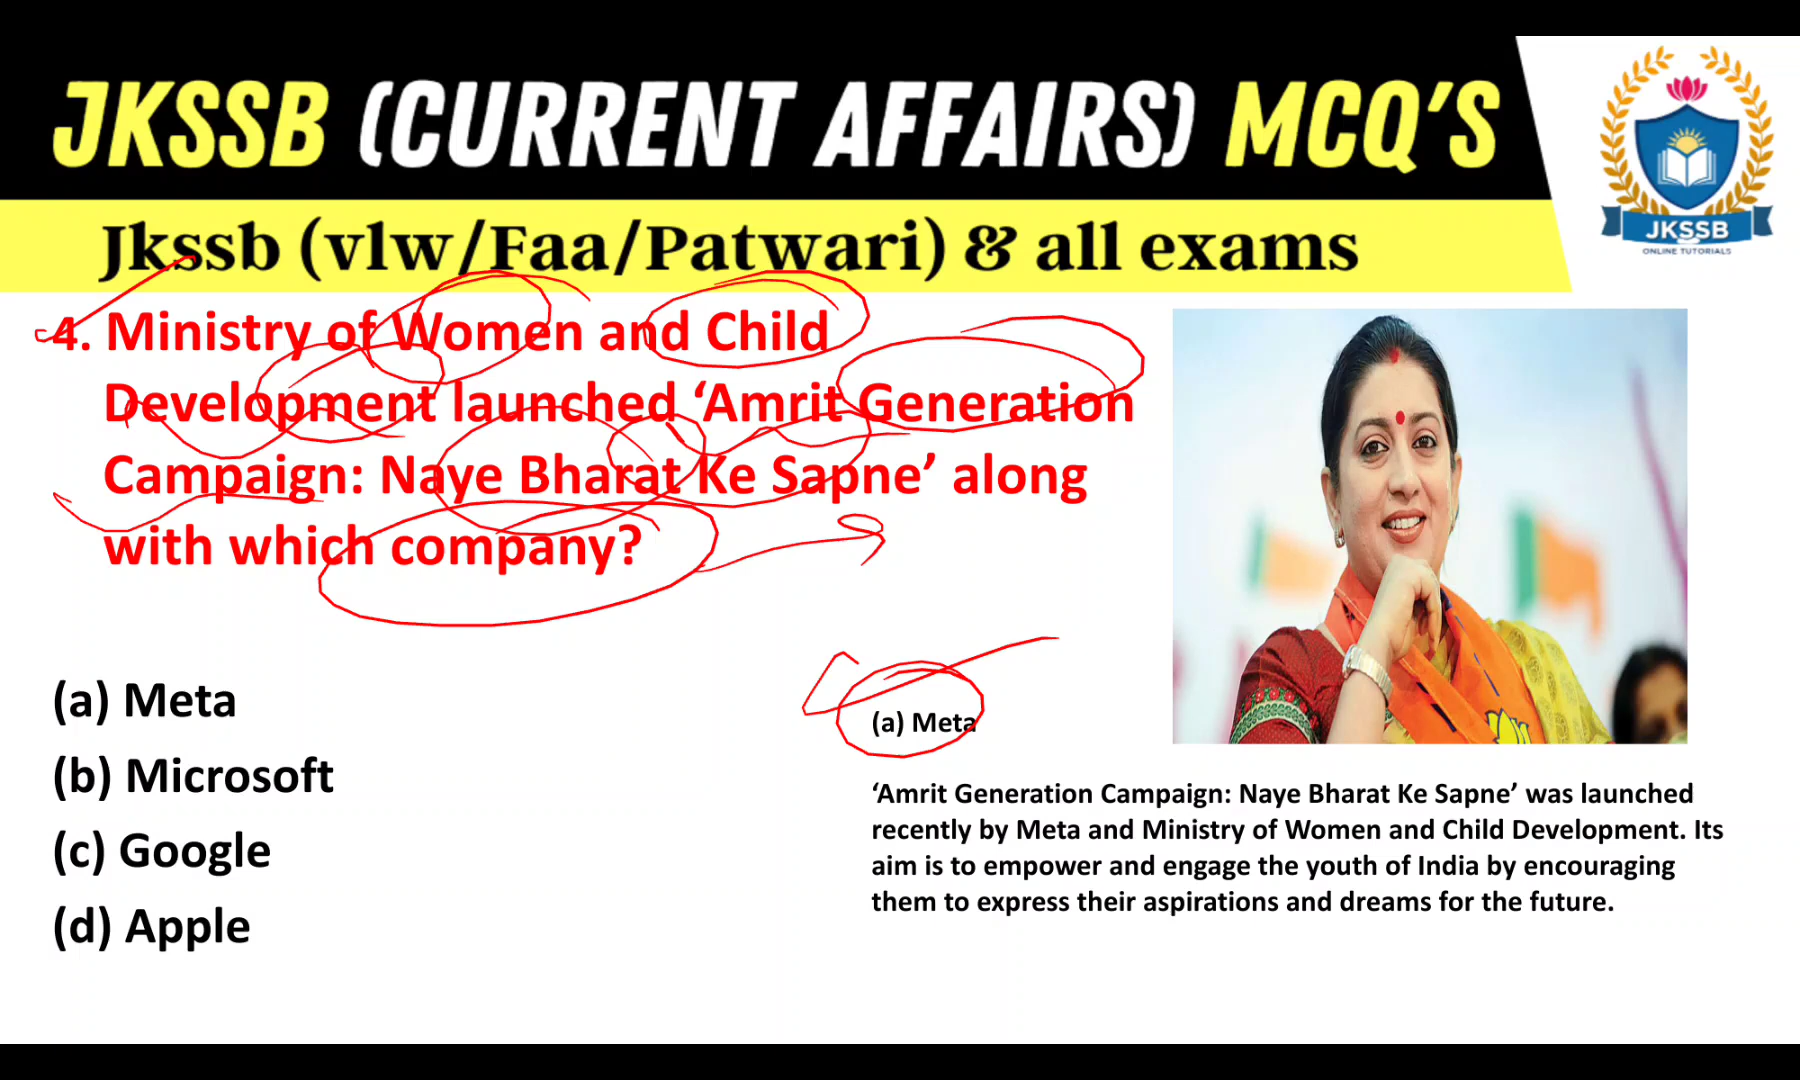 JKSSB (CURRENT AFFAIRS) MCQ'S
Jkssb (vlw/Faa/Patwari) & all exams
JKSSB
ONLINE TUTORIALS
4. Ministry of Women and Child
Development launched ‘Amrit Generation
Campaign: Naye Bharat Ke Sapne’ along
with which company?
(a) Meta
(b) Microsoft
(c) Google
(d) Apple
(a) Meta
‘Amrit Generation Campaign: Naye Bharat Ke Sapne’ was launched
recently by Meta and Ministry of Women and Child Development. Its
aim is to empower and engage the youth of India by encouraging
them to express their aspirations and dreams for the future.